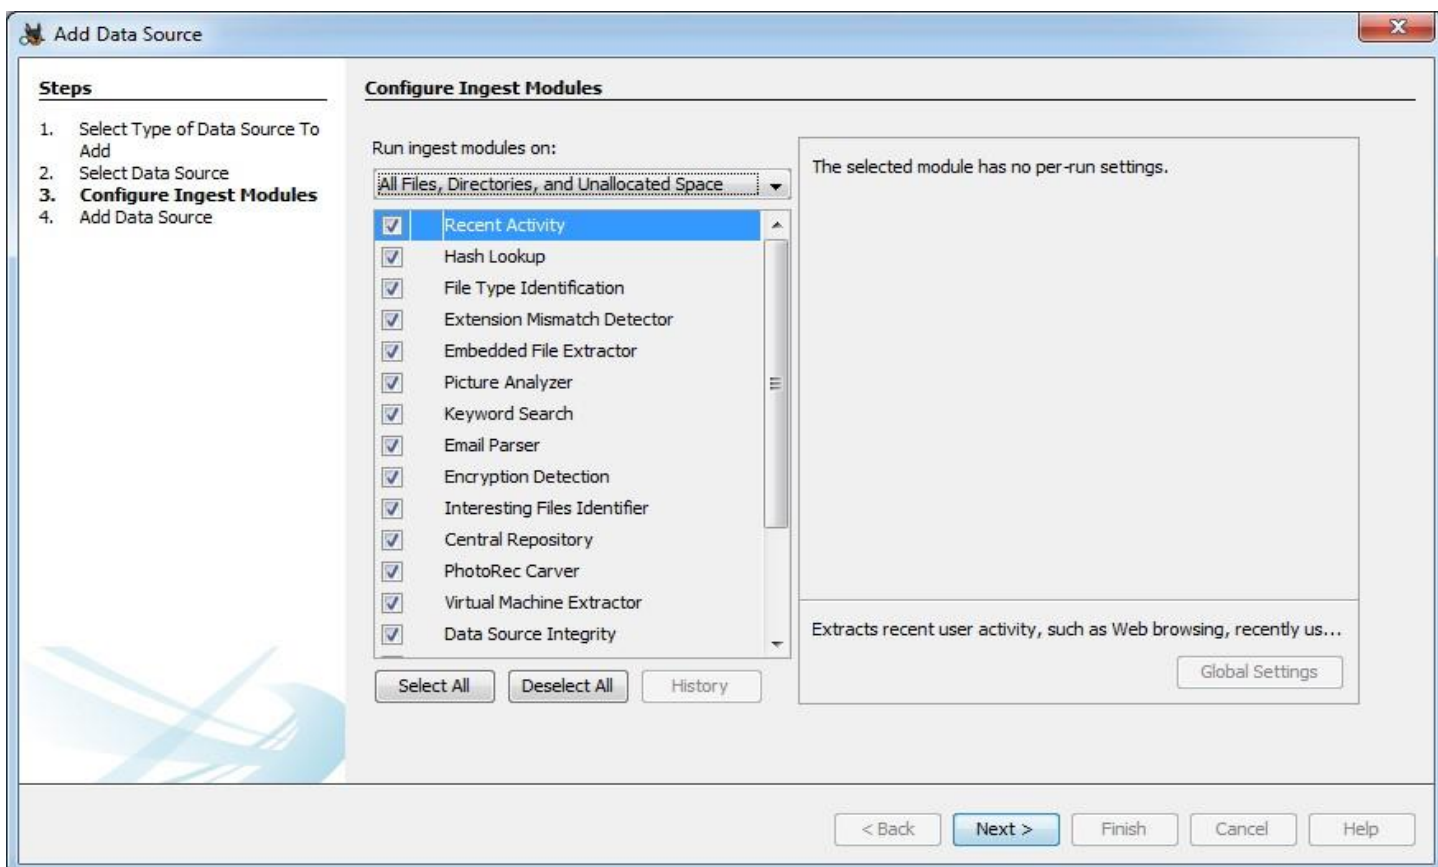 Add Data Source
Steps
1. Select Type of Data Source To
Add
2. Select Data Source
3. Configure Ingest Modules
4. Add Data Source
Configure Ingest Modules
Run ingest modules on:
All Files, Directories, and Unallocated Space
Recent Activity
Hash Lookup
File Type Identification
Extension Mismatch Detector
Embedded File Extractor
Picture Analyzer
Keyword Search
Email Parser
Encryption Detection
Interesting Files Identifier
Central Repository
PhotoRec Carver
Virtual Machine Extractor
Data Source Integrity
Select All Deselect All History
The selected module has no per-run settings.
Extracts recent user activity, such as Web browsing, recently us...
Global Settings
< Back Next > Finish Cancel Help